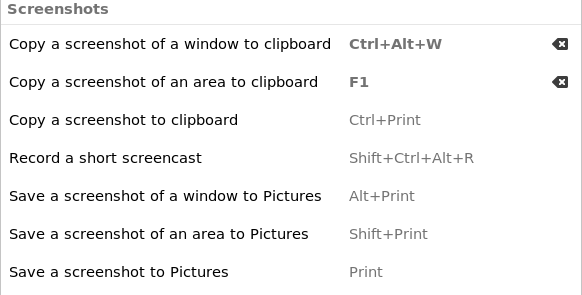 Screenshots
Copy a screenshot of a window to clipboard Ctrl+Alt+W
Copy a screenshot of an area to clipboard F1
Copy a screenshot to clipboard Ctrl+Print
Record a short screencast Shift+Ctrl+Alt+R
Save a screenshot of a window to Pictures Alt+Print
Save a screenshot of an area to Pictures Shift+Print
Save a screenshot to Pictures Print